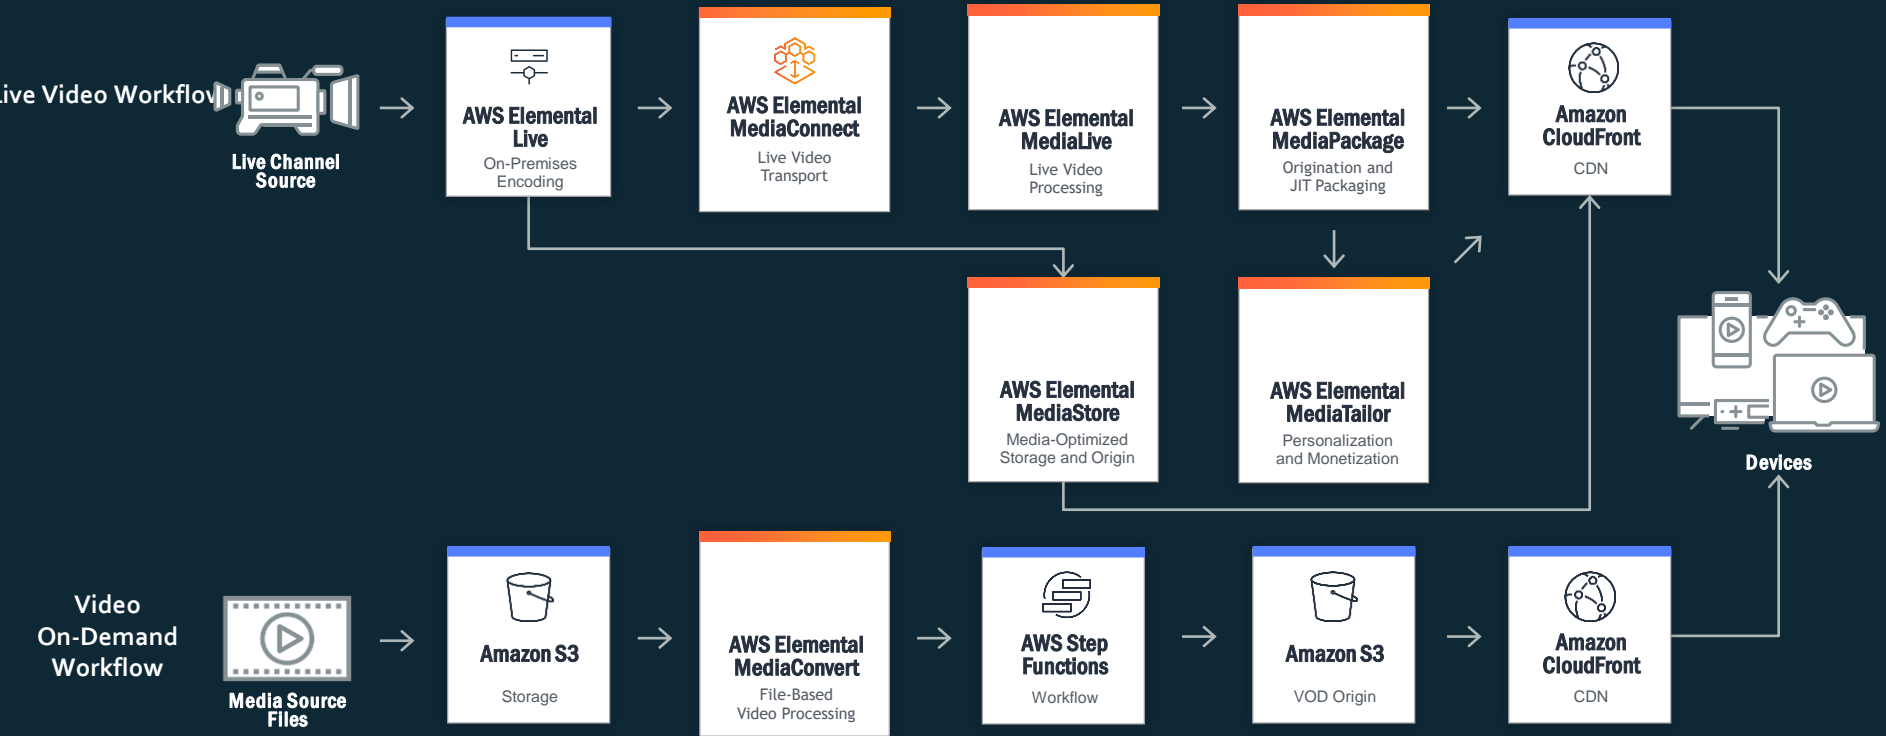 Live Video Workflow
Live Channel
Source
AWS Elemental
Live
On-Premises
Encoding
AWS Elemental
MediaConnect
Live Video
Transport
AWS Elemental
MediaLive
Live Video
Processing
AWS Elemental
MediaPackage
Origination and
JIT Packaging
Amazon
CloudFront
CDN
AWS Elemental
MediaStore
Media-Optimized
Storage and Origin
AWS Elemental
MediaTailor
Personalization
and Monetization
Devices
Video
On-Demand
Workflow
Media Source
Files
Amazon S3
Storage
AWS Elemental
MediaConvert
File-Based
Video Processing
AWS Step
Functions
Workflow
Amazon S3
VOD Origin
Amazon
CloudFront
CDN